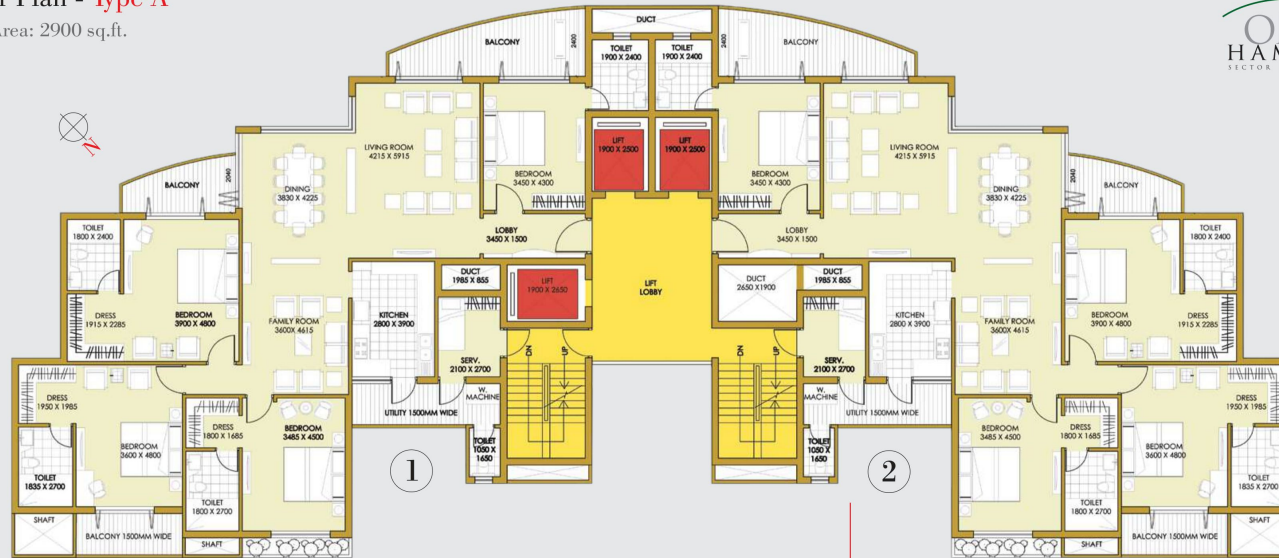 Plan - Type A
Area: 2900 sq.ft.
HAM
SECTOR
N
DUCT
BALCONY
2400
TOILET
1900 X 2400
TOILET
1900 X 2400
2400
BALCONY
LIVING ROOM
4215 X 5915
BEDROOM
3450 X 4300
LIFT
1900 X 2500
LIFT
1900 X 2500
BEDROOM
3450 X 4300
LIVING ROOM
4215 X 5915
BALCONY
2040
DINING
3830 X 4225
DINING
3830 X 4225
2040
BALCONY
TOILET
1800 X 2400
LOBBY
3450 X 1500
LOBBY
3450 X 1500
TOILET
1800 X 2400
DUCT
1985 X 855
LIFT
1900 X 2650
LIFT
LOBBY
DUCT
2650 X1900
DUCT
1985 X 855
DRESS
1915 X 2285
BEDROOM
3900 X 4800
FAMILY ROOM
3600X 4615
KITCHEN
2800 X 3900
KITCHEN
2800 X 3900
FAMILY ROOM
3600X 4615
BEDROOM
3900 X 4800
DRESS
1915 X 2285
SERV.
2100 X 2700
DN
UP
DN
UP
SERV.
2100 X 2700
DRESS
1950 X 1985
W.
MACHINE
W.
MACHINE
DRESS
1950 X 1985
UTILITY 1500MM WIDE
UTILITY 1500MM WIDE
DRESS
1800 X 1685
BEDROOM
3485 X 4500
TOILET
1050 X
1650
TOILET
1050 X
1650
BEDROOM
3485 X 4500
DRESS
1800 X 1685
BEDROOM
3600 X 4800
BEDROOM
3600 X 4800
1
2
TOILET
1835 X 2700
TOILET
1800 X 2700
TOILET
1800 X 2700
TOILET
1835 X 2700
SHAFT
BALCONY 1500MM WIDE
SHAFT
SHAFT
BALCONY 1500MM WIDE
SHAFT